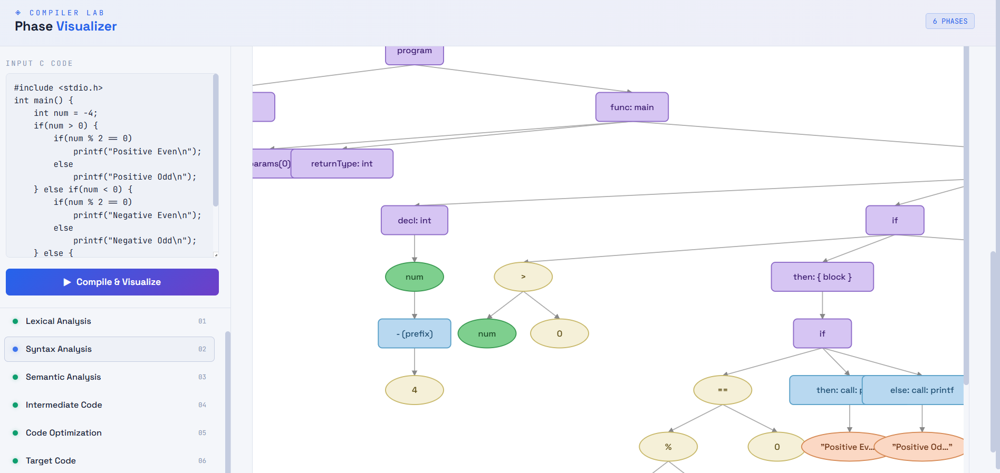 ◈ COMPILER LAB
Phase Visualizer
6 PHASES
INPUT C CODE
#include <stdio.h>
int main() {
    int num = -4;
    if(num > 0) {
        if(num % 2 == 0)
            printf("Positive Even\n");
        else
            printf("Positive Odd\n");
    } else if(num < 0) {
        if(num % 2 == 0)
            printf("Negative Even\n");
        else
            printf("Negative Odd\n");
    } else {
▶ Compile & Visualize
Lexical Analysis 01
Syntax Analysis 02
Semantic Analysis 03
Intermediate Code 04
Code Optimization 05
Target Code 06
program
func: main
params(0)
returnType: int
decl: int
if
num
>
then: { block }
- (prefix)
num
0
if
4
==
then: call: p
else: call: printf
%
0
"Positive Ev...
"Positive Od..."